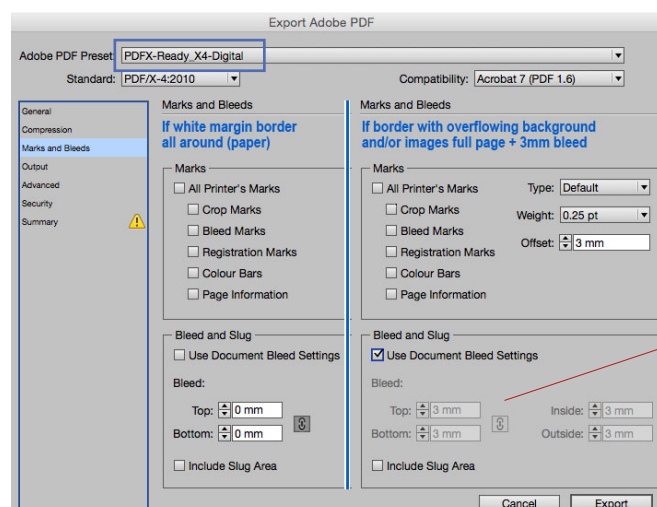 Export Adobe PDF
Adobe PDF Preset: PDFX-Ready_X4-Digital
Standard: PDF/X-4:2010
Compatibility: Acrobat 7 (PDF 1.6)
General
Compression
Marks and Bleeds
Output
Advanced
Security
Summary
Marks and Bleeds
If white margin border
all around (paper)
Marks
All Printer's Marks
Crop Marks
Bleed Marks
Registration Marks
Colour Bars
Page Information
Bleed and Slug
Use Document Bleed Settings
Bleed:
Top: 0 mm
Bottom: 0 mm
Include Slug Area
Marks and Bleeds
If border with overflowing background
and/or images full page + 3mm bleed
Marks
All Printer's Marks
Crop Marks
Bleed Marks
Registration Marks
Colour Bars
Page Information
Type: Default
Weight: 0.25 pt
Offset: 3 mm
Bleed and Slug
Use Document Bleed Settings
Bleed:
Top: 3 mm
Bottom: 3 mm
Inside: 3 mm
Outside: 3 mm
Include Slug Area
Cancel
Export